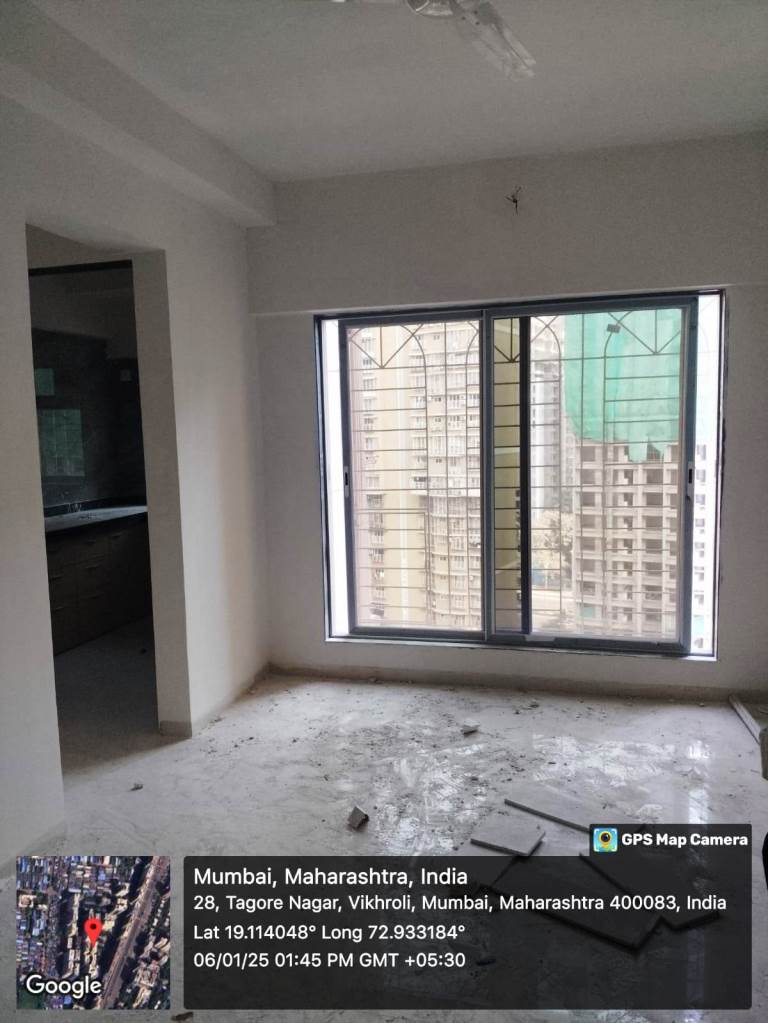 GPS Map Camera
Mumbai, Maharashtra, India
28, Tagore Nagar, Vikhroli, Mumbai, Maharashtra 400083, India
Lat 19.114048° Long 72.933184°
06/01/25 01:45 PM GMT +05:30
Google